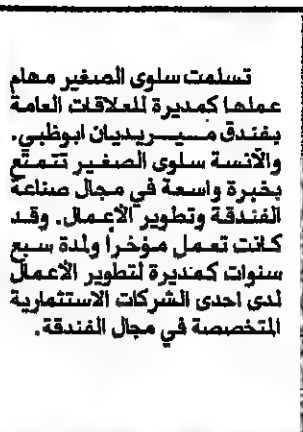 تسلمت سلوى الصغير مهام
عملها كمديرة للعلاقات العامة
بفندق ميـريديان ابوظبي.
والآنسة سلوى الصغير تتمتع
بخبرة واسعة في مجال صناعة
الفندقة وتطوير الأعمال. وقد
كانت تعمل مؤخرا ولمدة سبع
سنوات كمديرة لتطوير الأعمال
لدى احدى الشركات الاستثمارية
المتخصصة في مجال الفندقة.